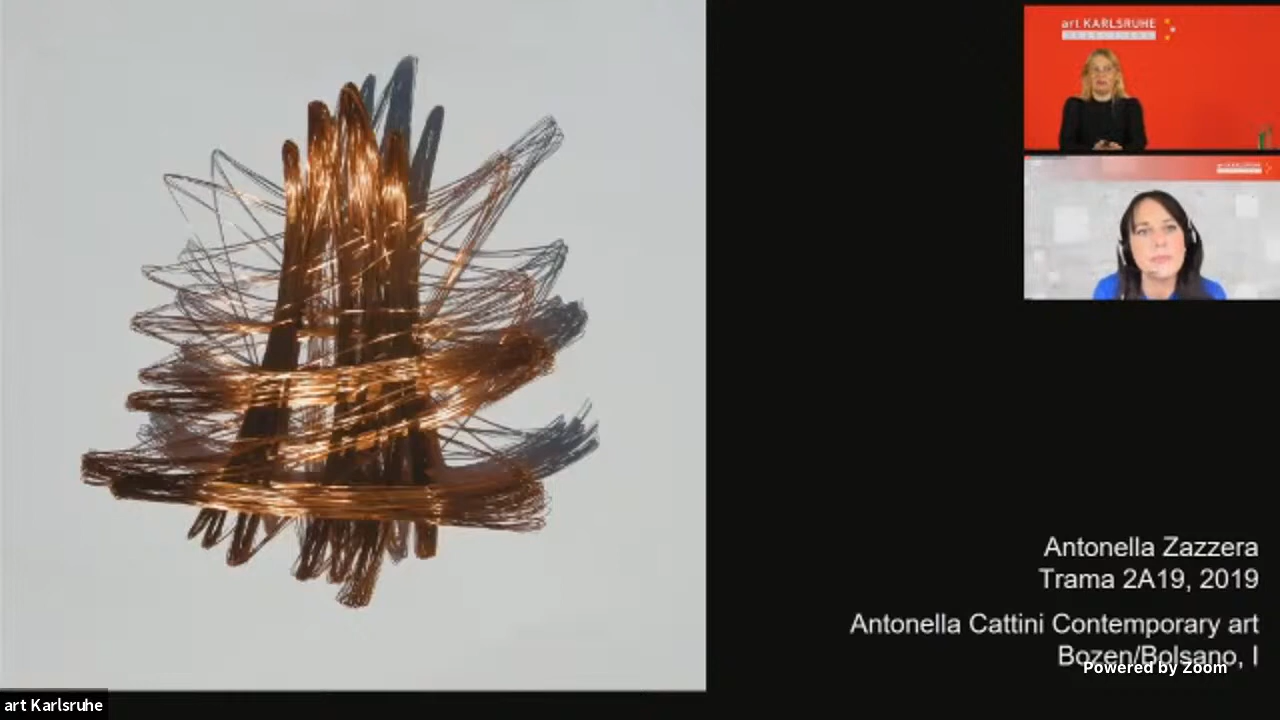 art KARLSRUHE
art KARLSRUHE
Antonella Zazzera
Trama 2A19, 2019
Antonella Cattini Contemporary art
Bozen/Bolsano, I
Powered by Zoom
art Karlsruhe